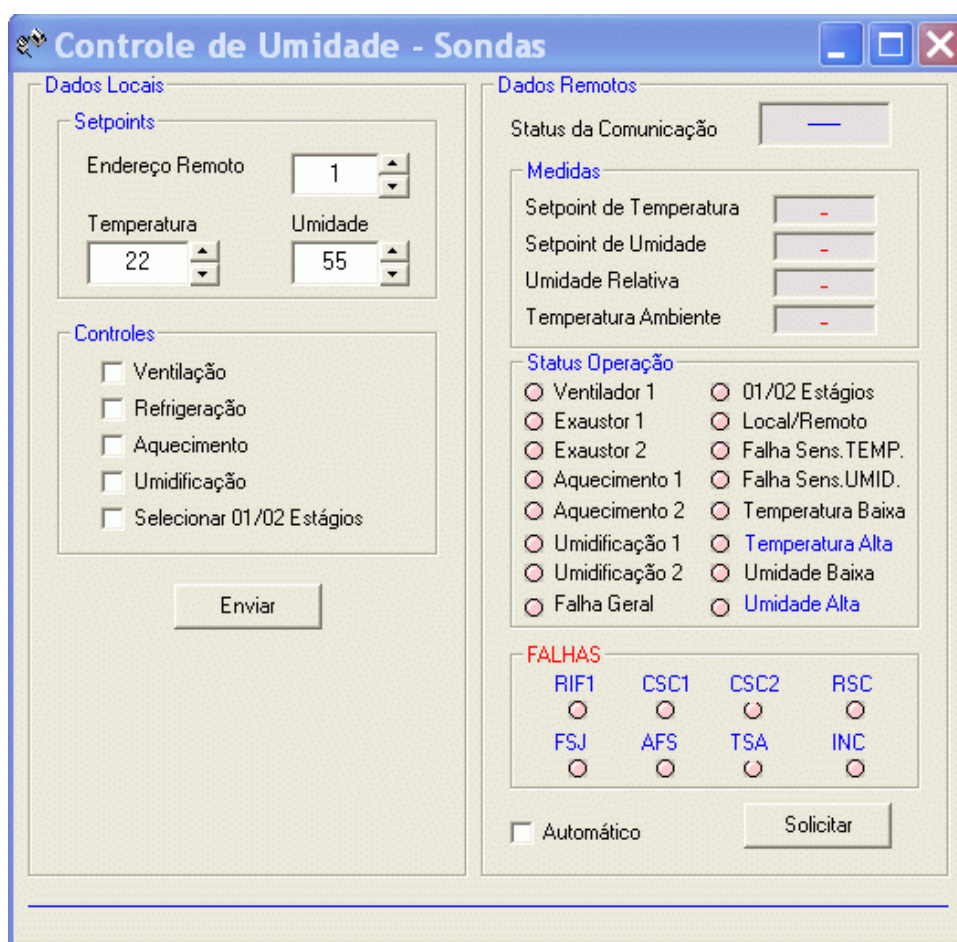 Controle de Umidade - Sondas
Dados Locais
Setpoints
Endereço Remoto
1
Temperatura Umidade
22 55
Controles
Ventilação
Refrigeração
Aquecimento
Umidificação
Selecionar 01/02 Estágios
Enviar
Dados Remotos
Status da Comunicação
Medidas
Setpoint de Temperatura -
Setpoint de Umidade -
Umidade Relativa -
Temperatura Ambiente -
Status Operação
Ventilador 1 01/02 Estágios
Exaustor 1 Local/Remoto
Exaustor 2 Falha Sens.TEMP.
Aquecimento 1 Falha Sens.UMID.
Aquecimento 2 Temperatura Baixa
Umidificação 1 Temperatura Alta
Umidificação 2 Umidade Baixa
Falha Geral Umidade Alta
FALHAS
RIF1 CSC1 CSC2 RSC
FSJ AFS TSA INC
Automático Solicitar